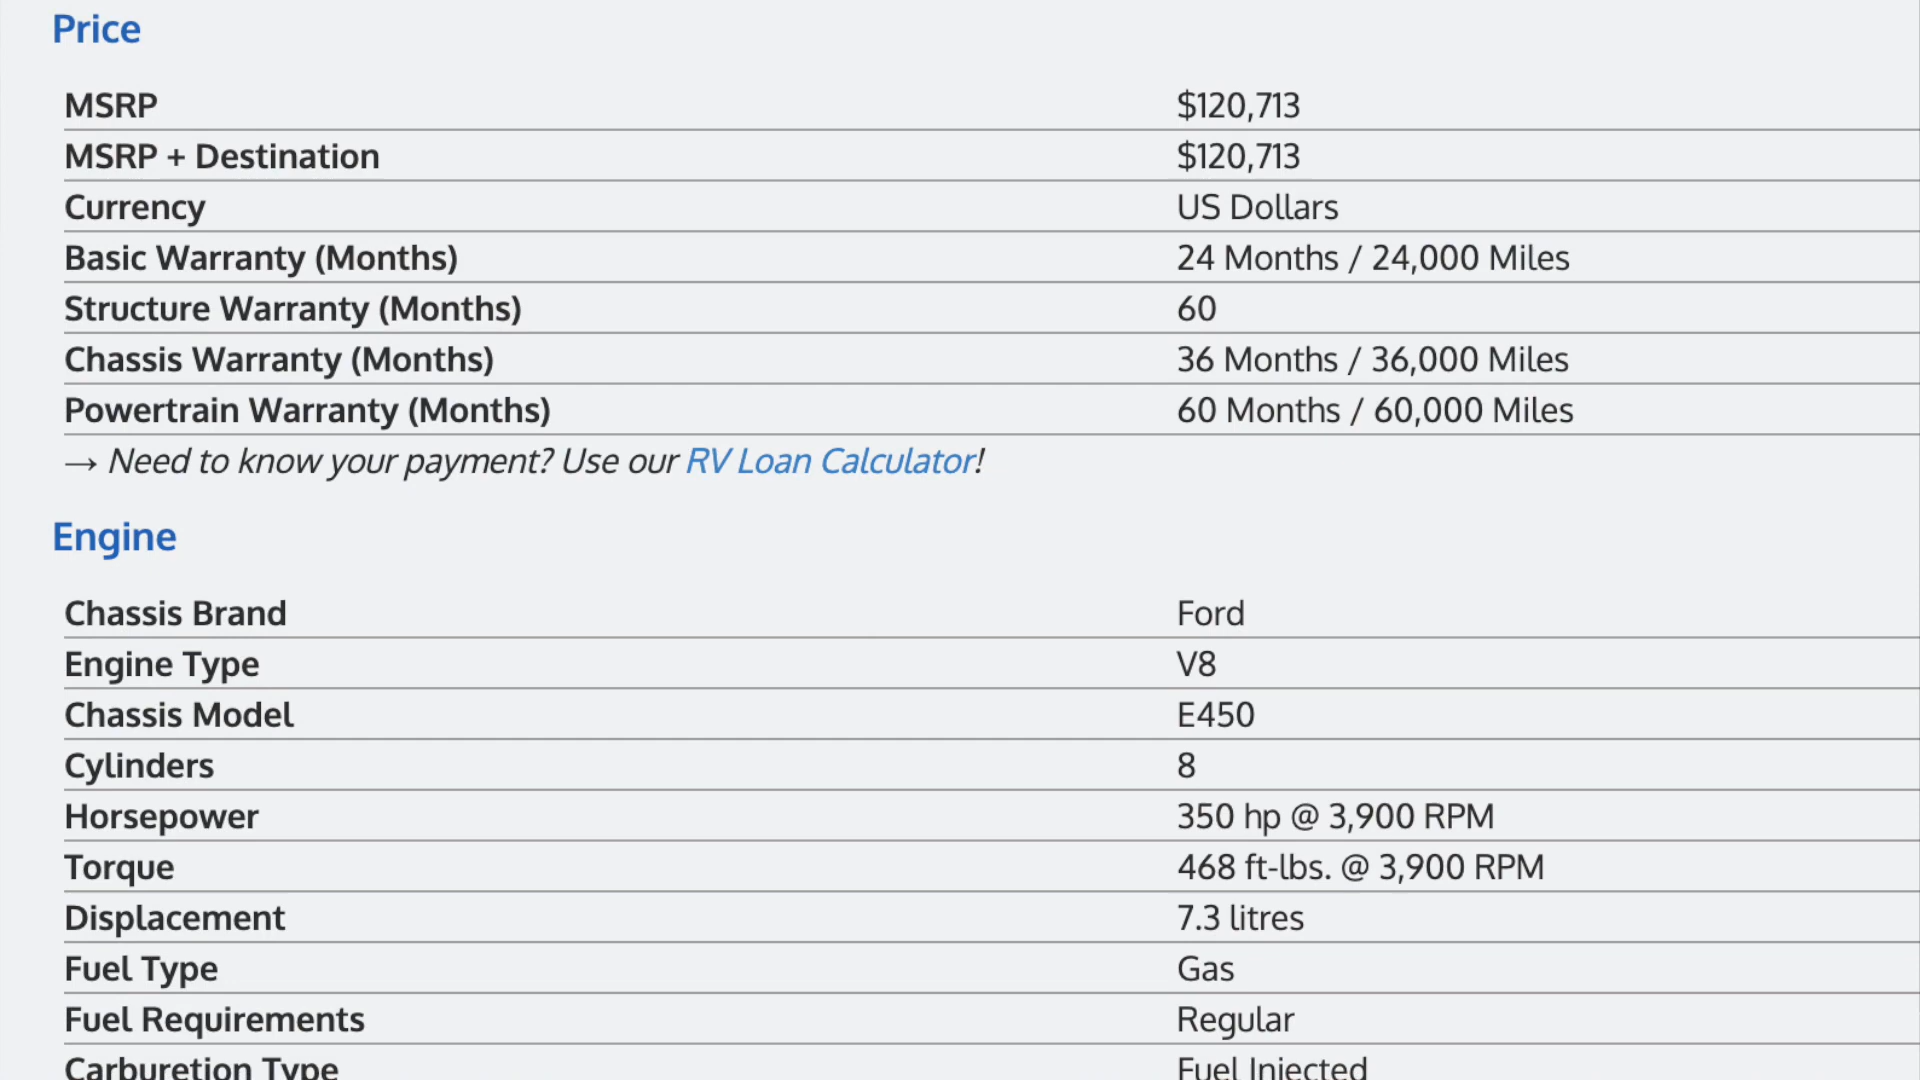 Price
MSRP $120,713
MSRP + Destination $120,713
Currency US Dollars
Basic Warranty (Months) 24 Months / 24,000 Miles
Structure Warranty (Months) 60
Chassis Warranty (Months) 36 Months / 36,000 Miles
Powertrain Warranty (Months) 60 Months / 60,000 Miles
→ Need to know your payment? Use our RV Loan Calculator!
Engine
Chassis Brand Ford
Engine Type V8
Chassis Model E450
Cylinders 8
Horsepower 350 hp @ 3,900 RPM
Torque 468 ft-lbs. @ 3,900 RPM
Displacement 7.3 litres
Fuel Type Gas
Fuel Requirements Regular
Carburetion Type Fuel Injected